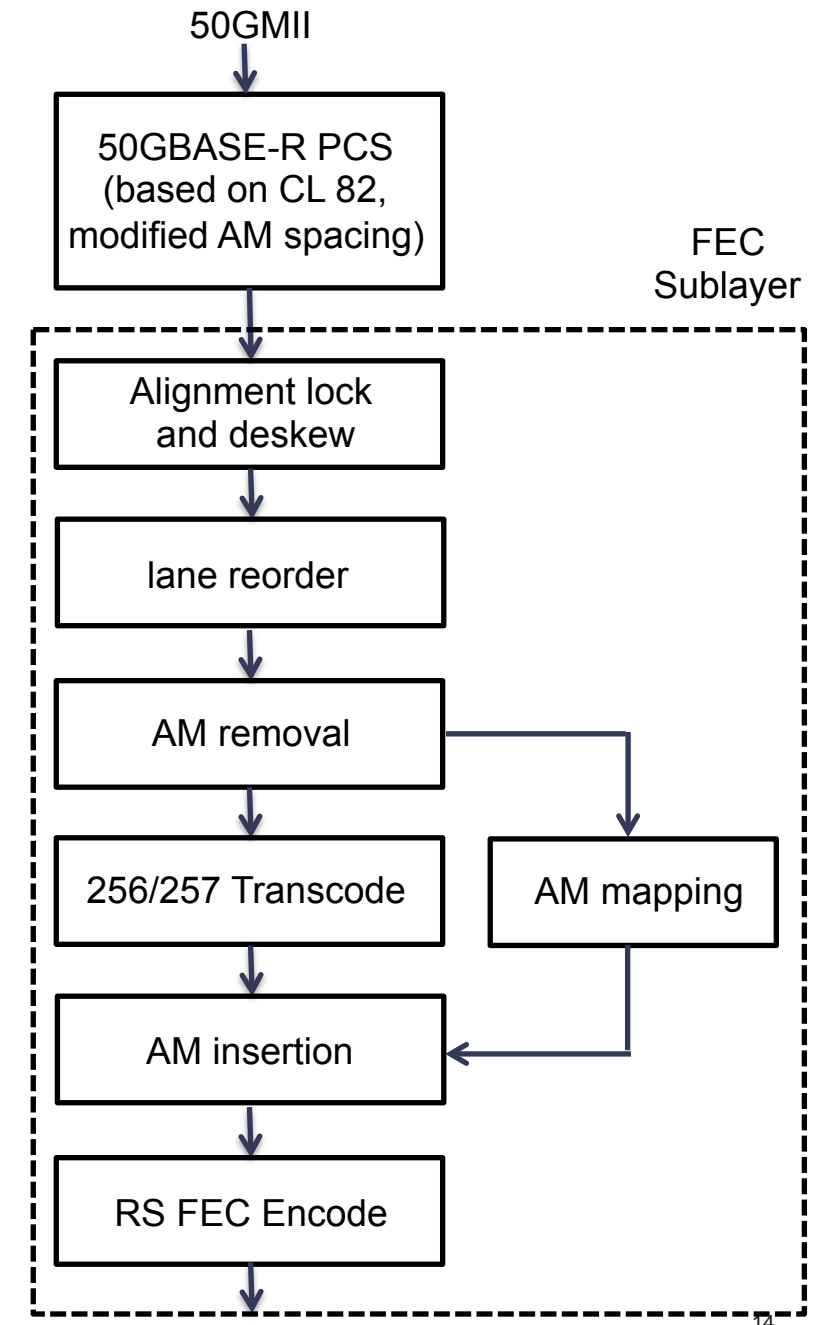 50GMII
50GBASE-R PCS
(based on CL 82,
modified AM spacing)
FEC
Sublayer
Alignment lock
and deskew
lane reorder
AM removal
256/257 Transcode
AM mapping
AM insertion
RS FEC Encode
14